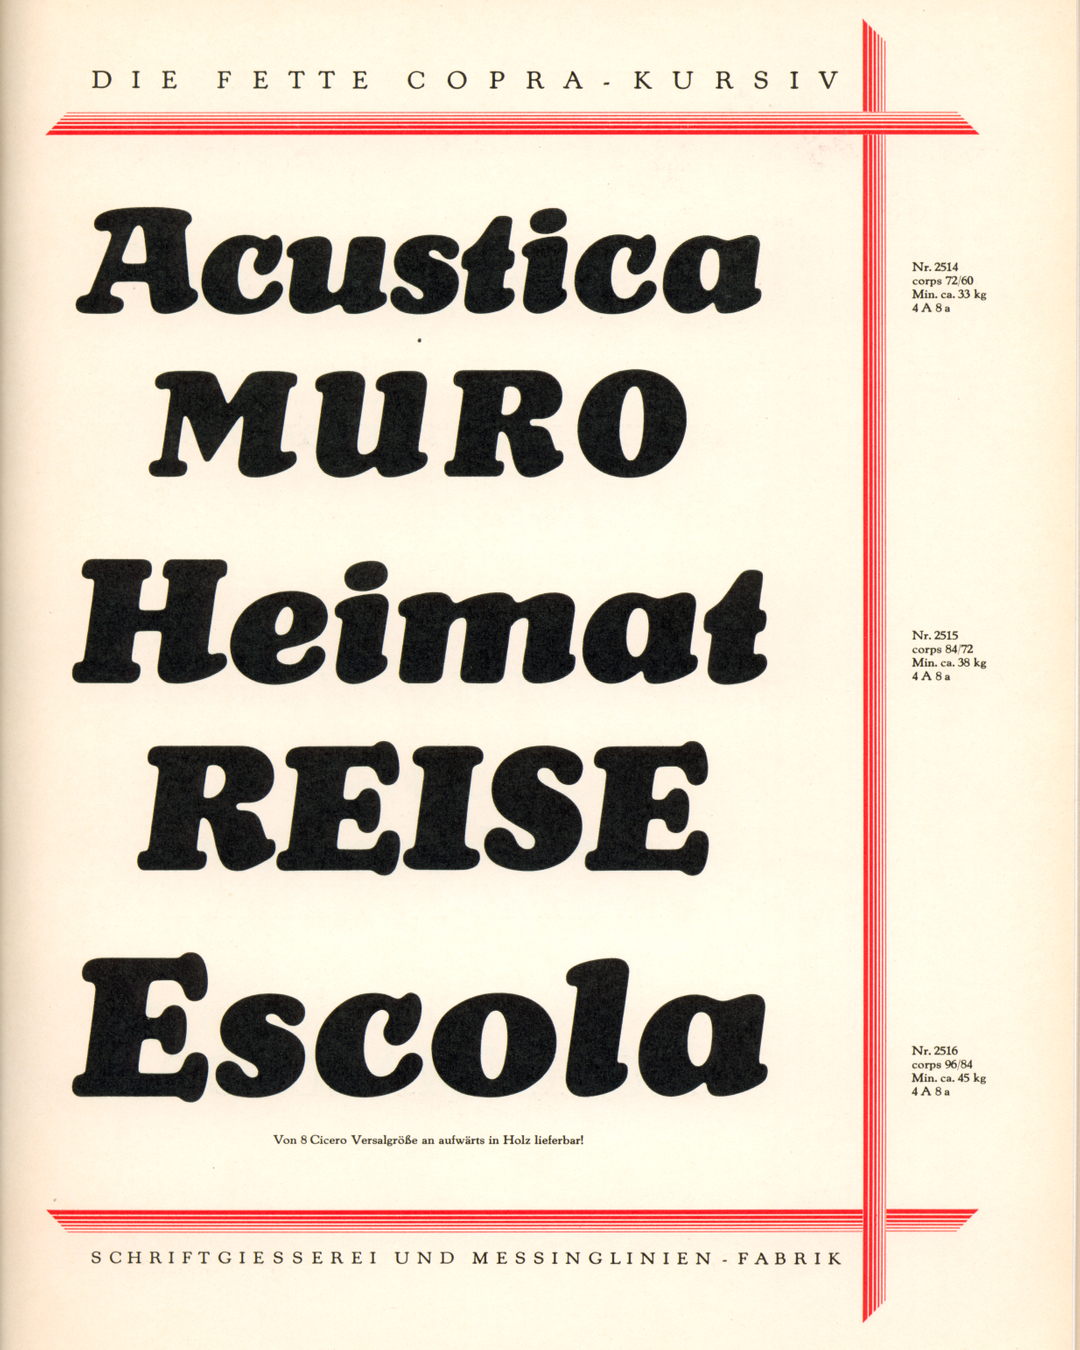 DIE FETTE COPRA-KURSIV
Acustica
MURO
Nr. 2514
corps 72/60
Min. ca. 33 kg
4 A 8 a
Heimat
REISE
Nr. 2515
corps 84/72
Min. ca. 38 kg
4 A 8 a
Escola
Nr. 2516
corps 96/84
Min. ca. 45 kg
4 A 8 a
Von 8 Cicero Versalgröße an aufwärts in Holz lieferbar!
SCHRIFTGIESSEREI UND MESSINGLINIEN-FABRIK